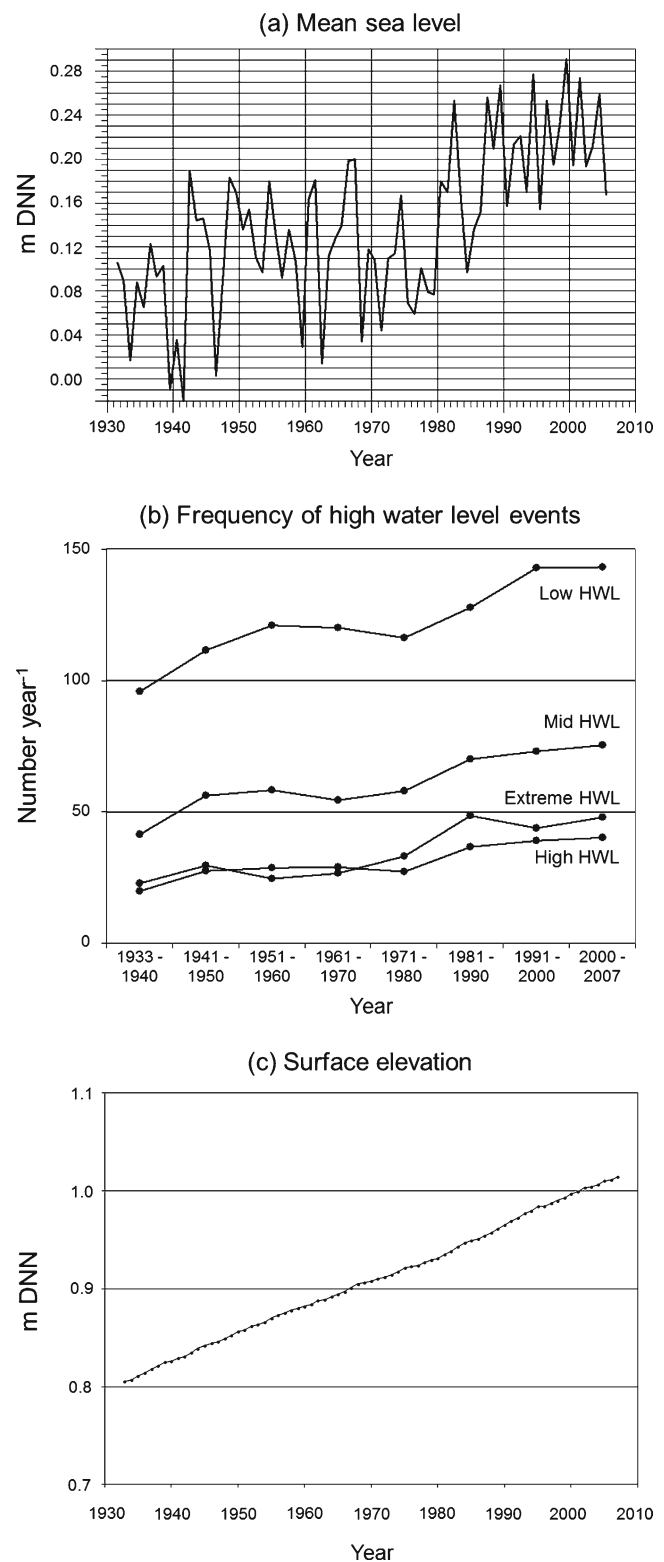 (a) Mean sea level
0.28
0.24
0.20
0.16
0.12
0.08
0.04
0.00
m DNN
1930 1940 1950 1960 1970 1980 1990 2000 2010
Year
(b) Frequency of high water level events
150
100
50
0
Number year⁻¹
Low HWL
Mid HWL
Extreme HWL
High HWL
1933 - 1941 - 1951 - 1961 - 1971 - 1981 - 1991 - 2000 -
1940 1950 1960 1970 1980 1990 2000 2007
Year
(c) Surface elevation
1.1
1.0
0.9
0.8
0.7
m DNN
1930 1940 1950 1960 1970 1980 1990 2000 2010
Year